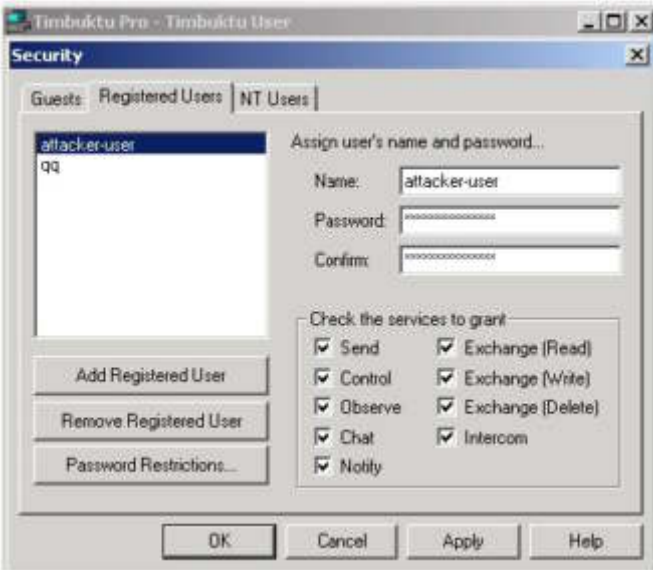 Timbuktu Pro - Timbuktu User
Security
Guests Registered Users NT Users
attacker-user
qq
Assign user's name and password...
Name: attacker-user
Password:
Confirm:
Check the services to grant
Send Exchange (Read)
Control Exchange (Write)
Observe Exchange (Delete)
Chat Intercom
Notify
Add Registered User
Remove Registered User
Password Restrictions...
OK Cancel Apply Help